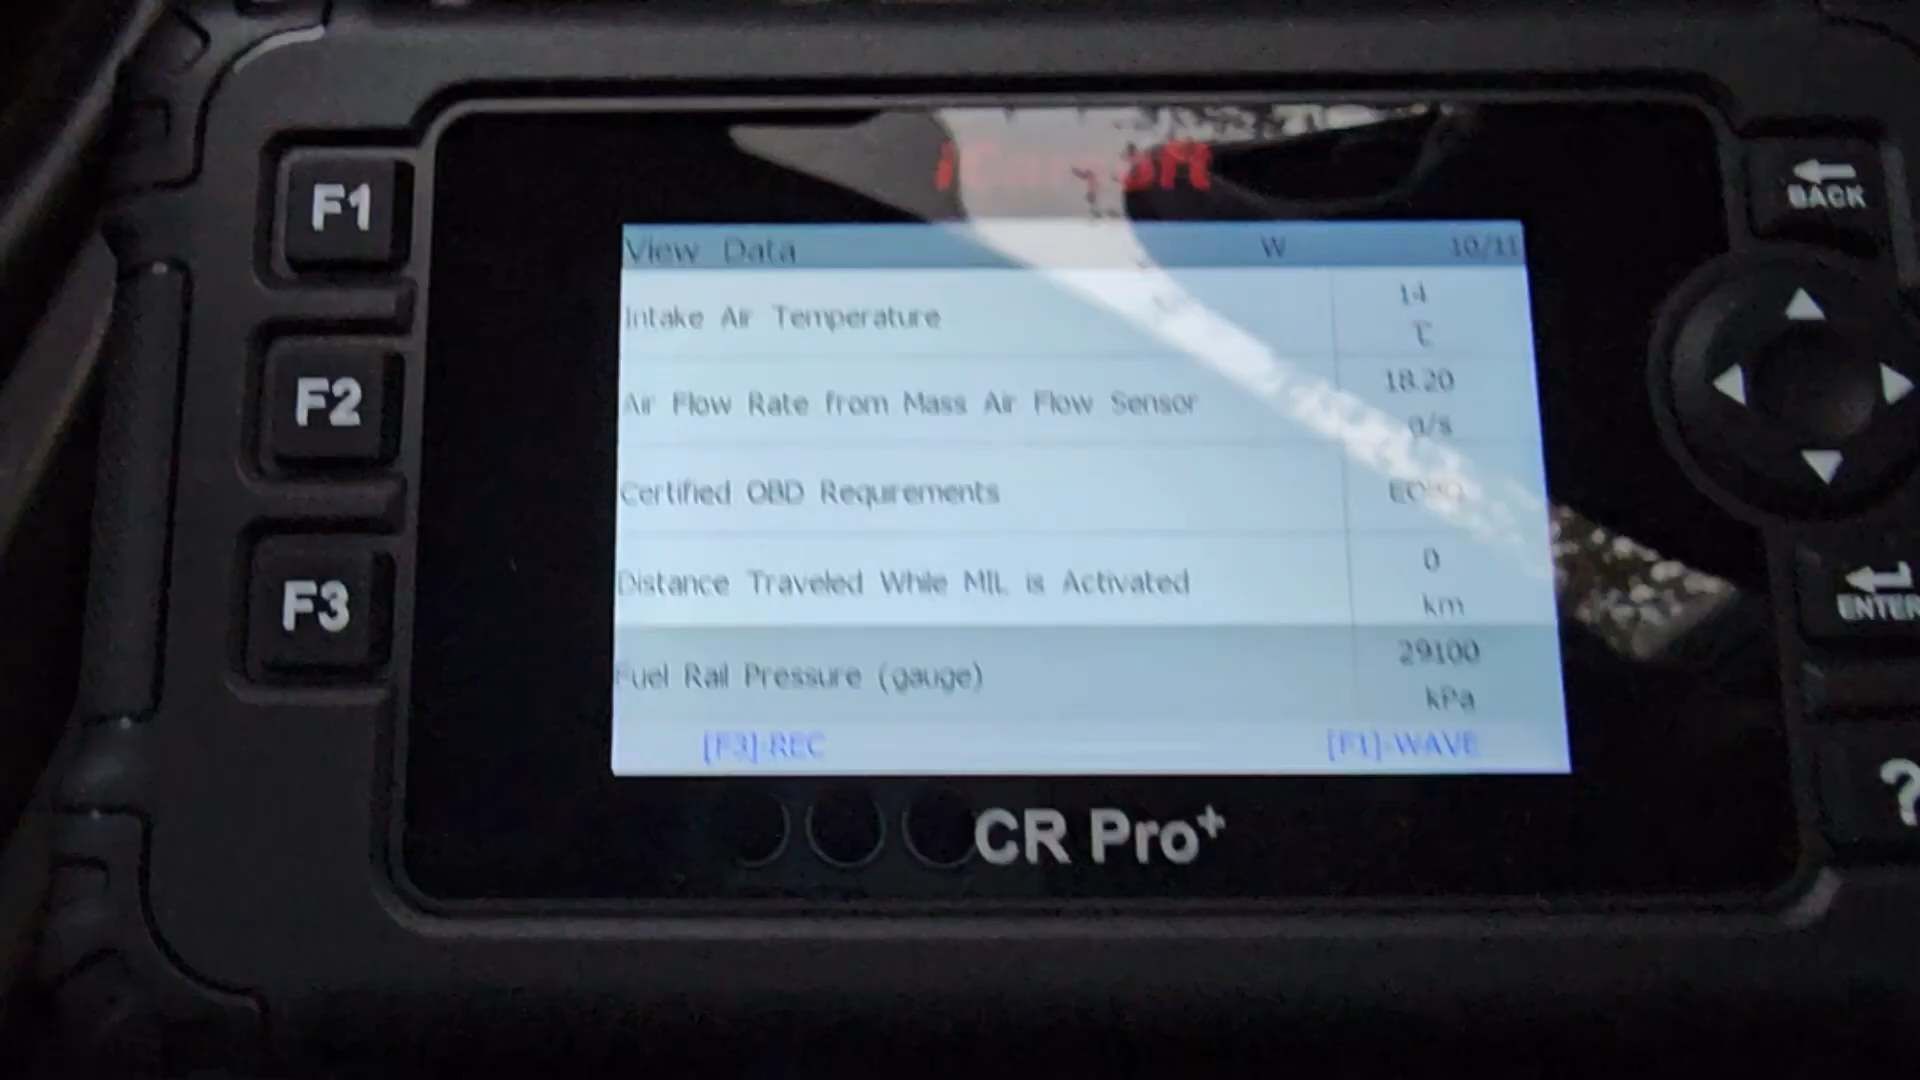 F1
F2
F3
BACK
ENTER
?
View Data W 10/11
Intake Air Temperature 14 ℃
Air Flow Rate from Mass Air Flow Sensor 18.20 g/s
Certified OBD Requirements
Distance Traveled While MIL is Activated 0 km
Fuel Rail Pressure (gauge) 29100 kPa
[F3]-REC [F1]-WAVE
CR Pro+